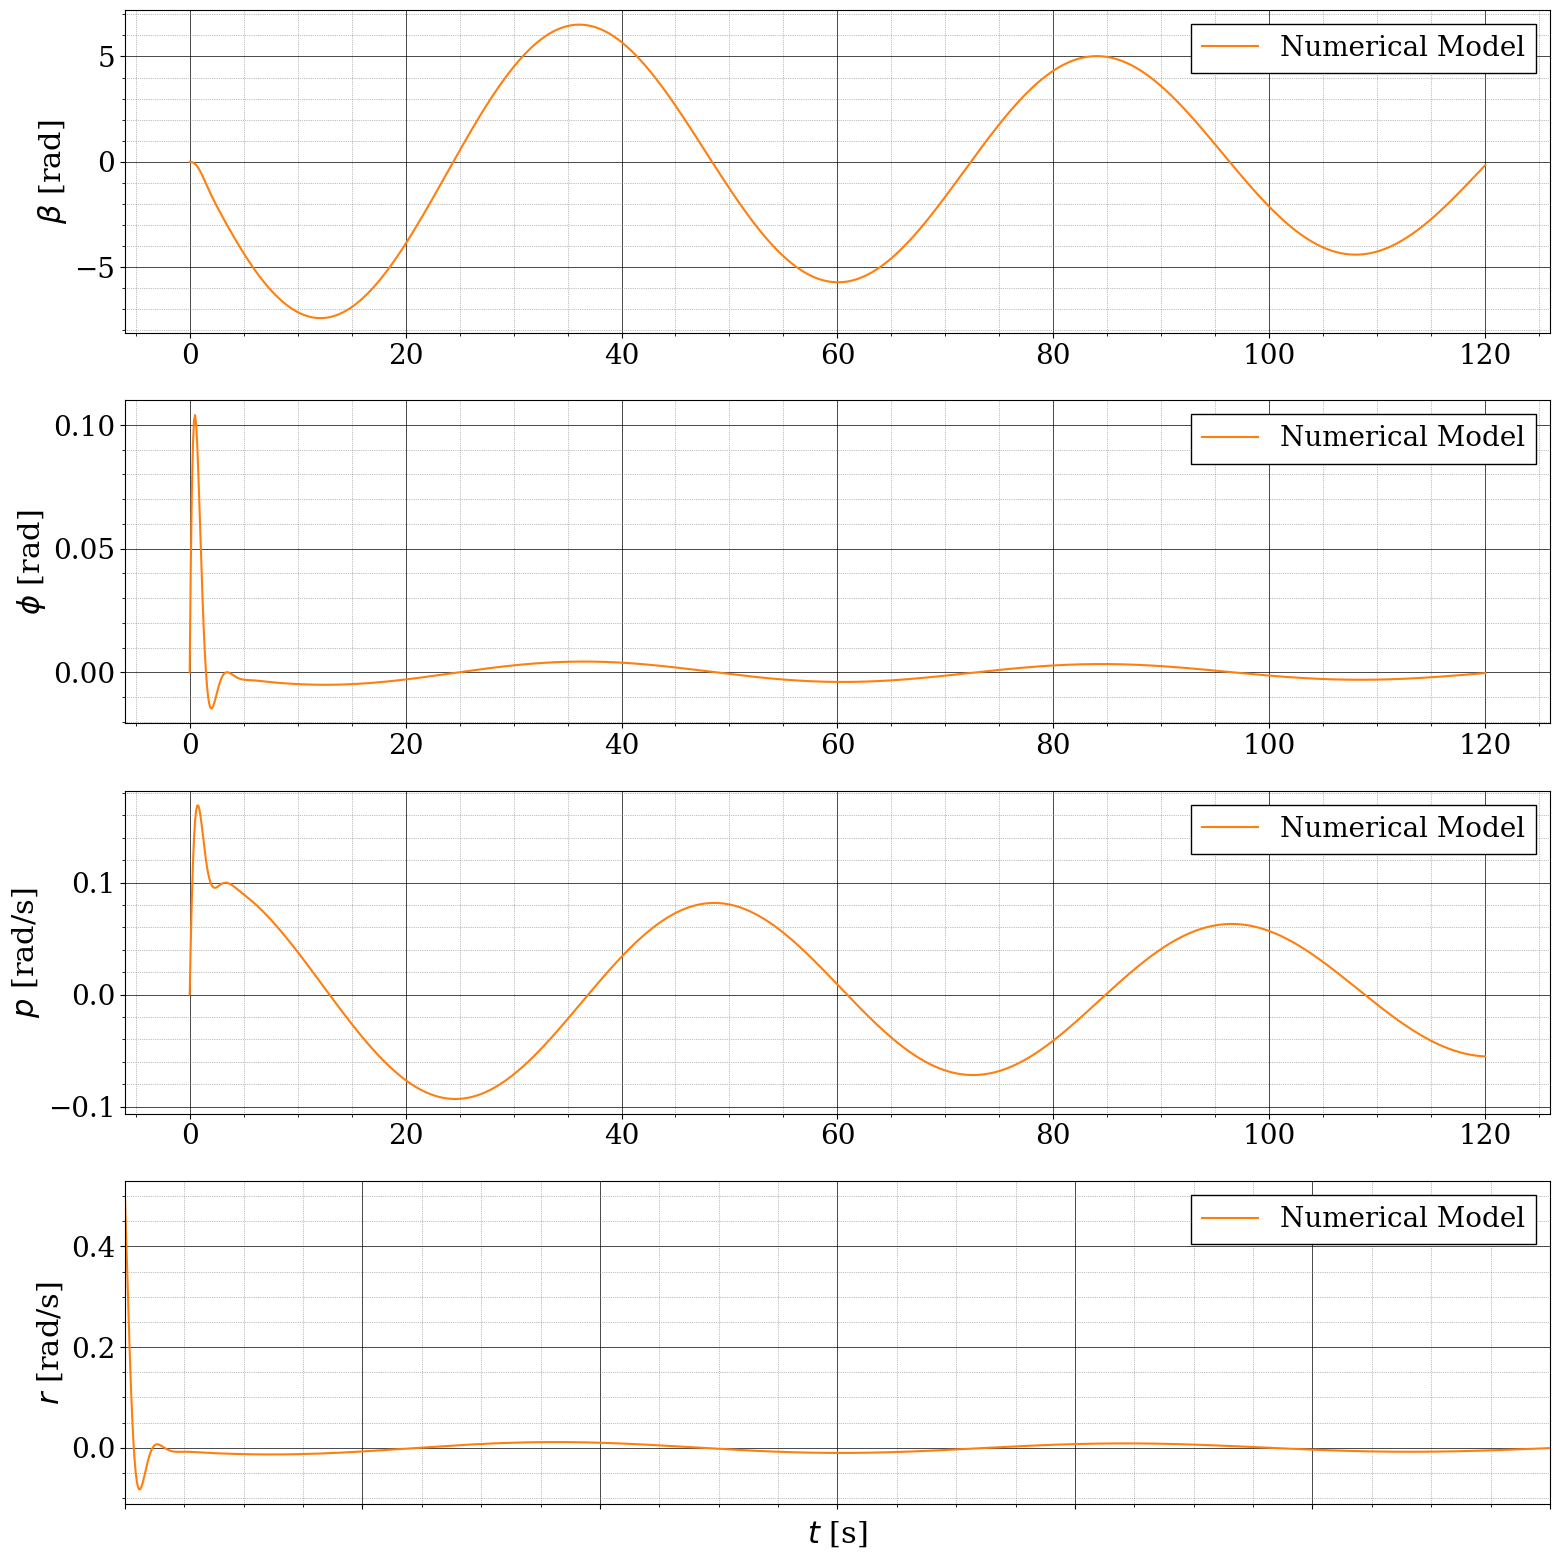 Numerical Model
β [rad]
5
0
−5
0 20 40 60 80 100 120
Numerical Model
ϕ [rad]
0.10
0.05
0.00
0 20 40 60 80 100 120
Numerical Model
p [rad/s]
0.1
0.0
−0.1
0 20 40 60 80 100 120
Numerical Model
r [rad/s]
0.4
0.2
0.0
t [s]